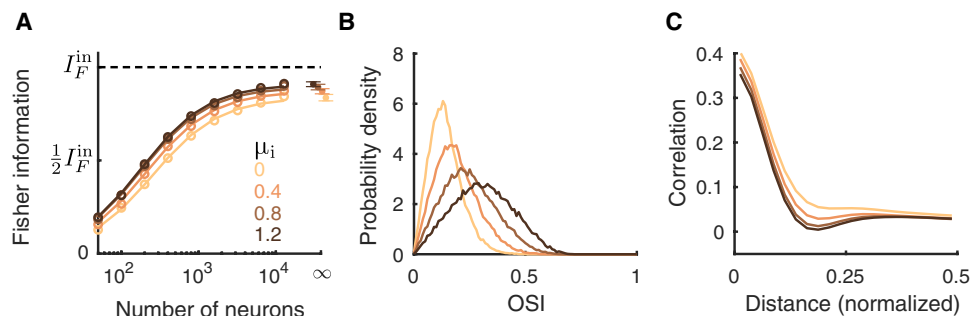 A
Fisher information
I_F^in
½ I_F^in
0
μi
0
0.4
0.8
1.2
10² 10³ 10⁴ ∞
Number of neurons
B
Probability density
8
6
4
2
0
0 0.5 1
OSI
C
Correlation
0.4
0.3
0.2
0.1
0
0 0.25 0.5
Distance (normalized)